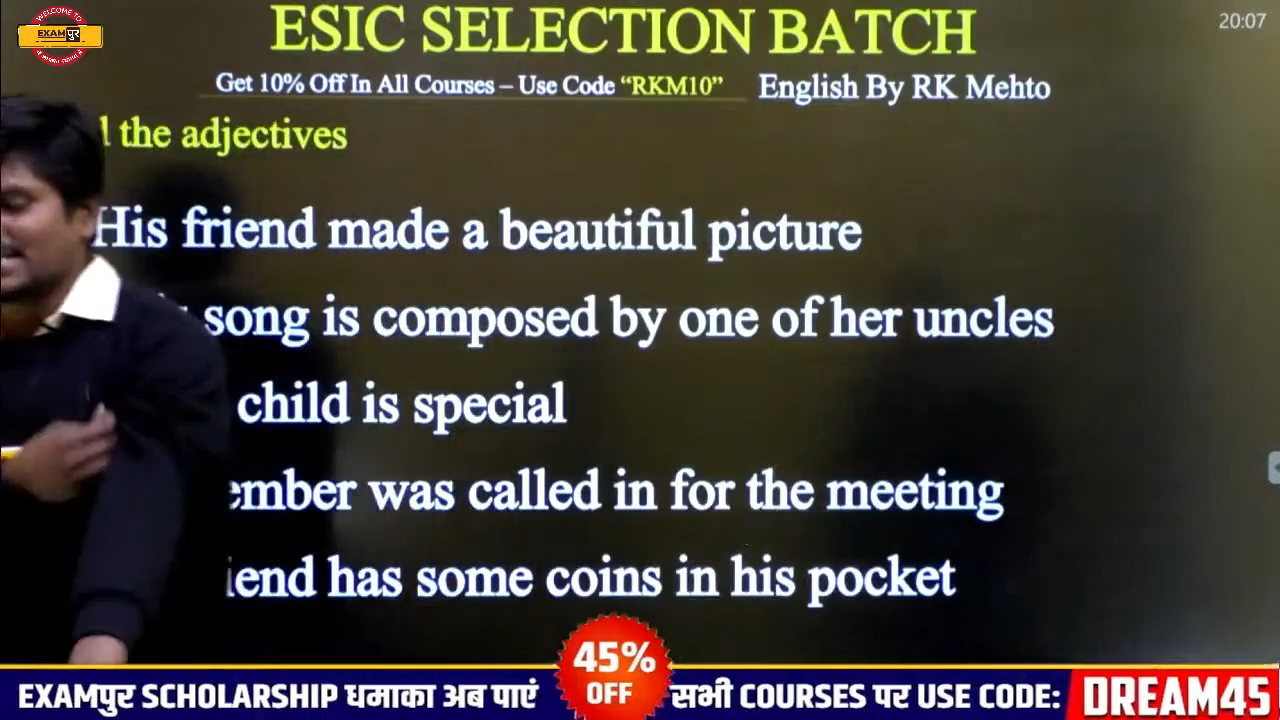 WELCOME TO
EXAMपुर
ESIC SELECTION BATCH
20:07
Get 10% Off In All Courses – Use Code “RKM10” English By RK Mehto
the adjectives
His friend made a beautiful picture
song is composed by one of her uncles
child is special
was called in for the meeting
has some coins in his pocket
45%
OFF
EXAMपुर SCHOLARSHIP धमाका अब पाएं
सभी COURSES पर USE CODE:
DREAM45